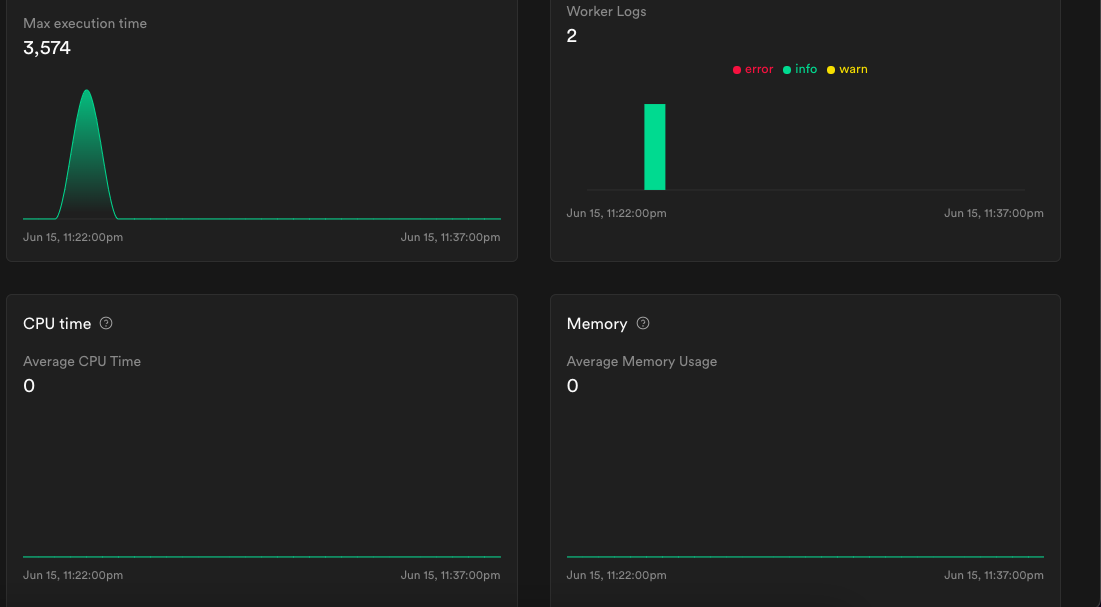 Max execution time
3,574
Jun 15, 11:22:00pm
Jun 15, 11:37:00pm
Worker Logs
2
error info warn
Jun 15, 11:22:00pm
Jun 15, 11:37:00pm
CPU time ?
Average CPU Time
0
Jun 15, 11:22:00pm
Jun 15, 11:37:00pm
Memory ?
Average Memory Usage
0
Jun 15, 11:22:00pm
Jun 15, 11:37:00pm